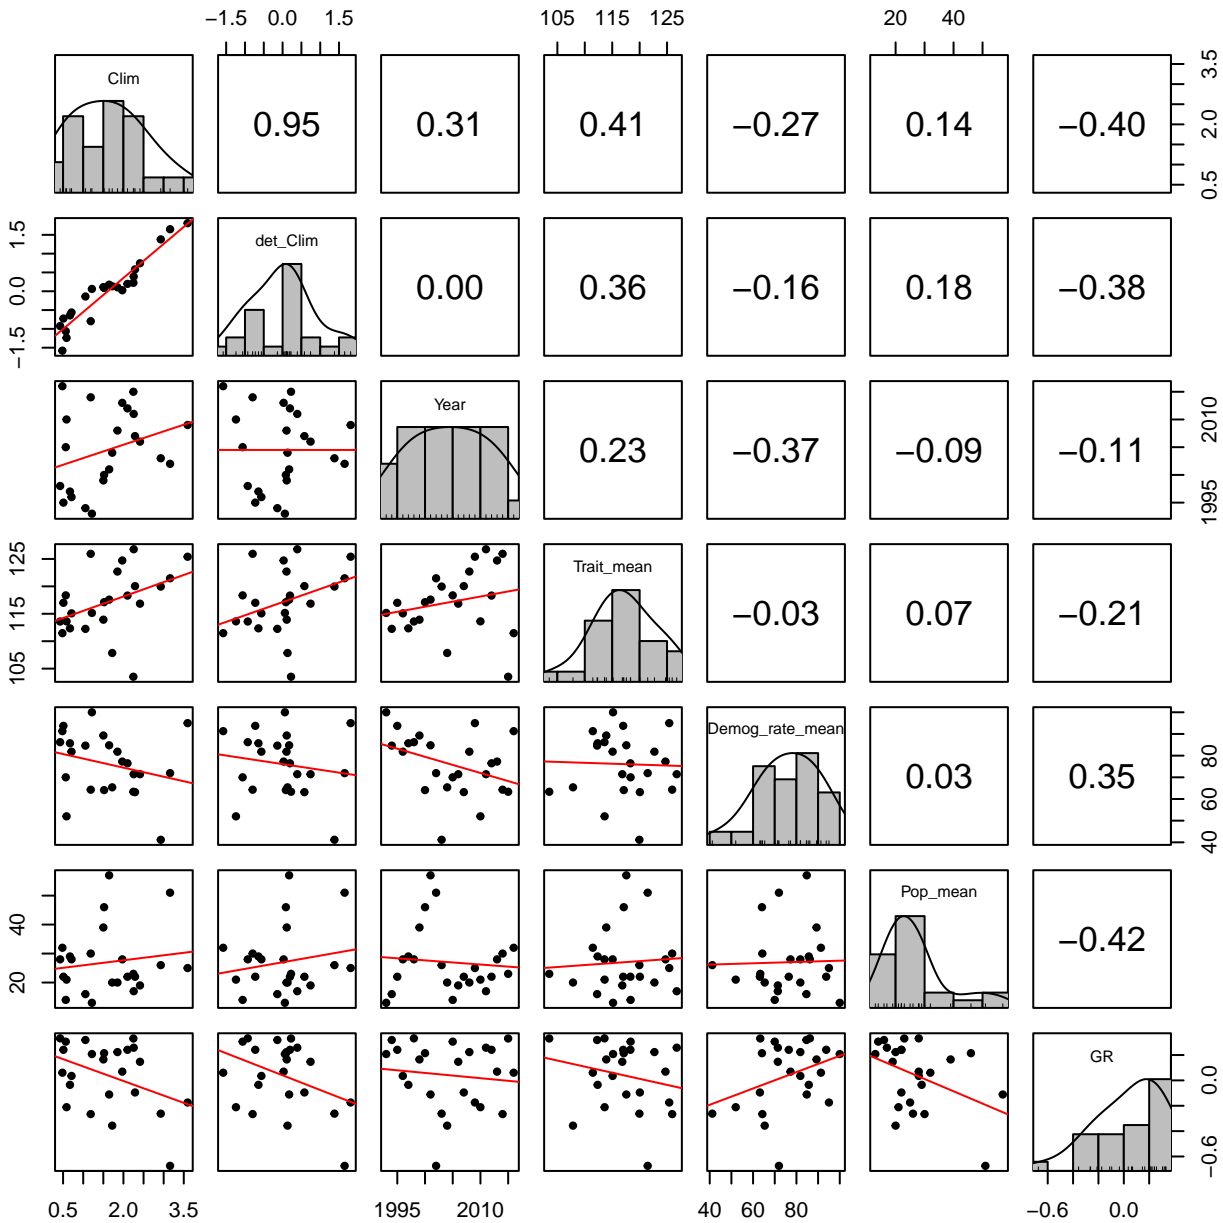 −1.5 0.0 1.5 105 115 125 20 40
Clim 0.95 0.31 0.41 −0.27 0.14 −0.40 0.5 2.0 3.5
−1.5 0.0 1.5 det_Clim 0.00 0.36 −0.16 0.18 −0.38
Year 0.23 −0.37 −0.09 −0.11 1995 2010
105 115 125 Trait_mean −0.03 0.07 −0.21
Demog_rate_mean 0.03 0.35 40 60 80
20 40 Pop_mean −0.42
GR −0.6 0.0
0.5 2.0 3.5 1995 2010 40 60 80 −0.6 0.0